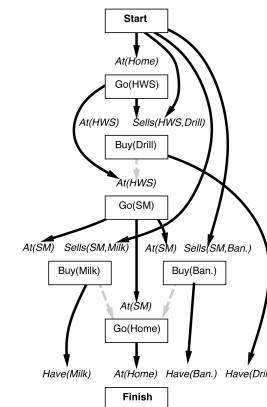 Start
At(Home)
Go(HWS)
At(HWS) Sells(HWS,Drill)
Buy(Drill)
At(HWS)
Go(SM)
At(SM) Sells(SM,Milk) At(SM) Sells(SM,Ban.)
Buy(Milk) Buy(Ban.)
At(SM)
Go(Home)
Have(Milk) At(Home) Have(Ban.) Have(Dril
Finish